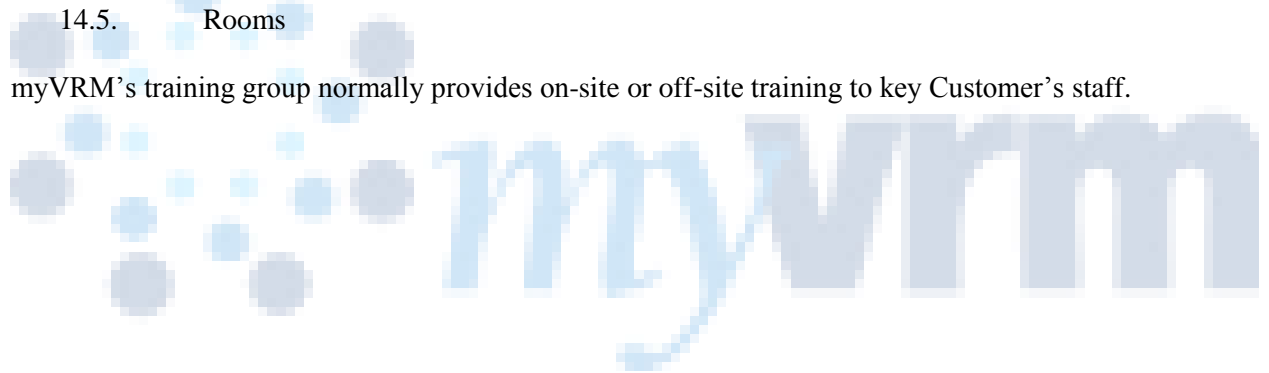 14.5. Rooms
myVRM’s training group normally provides on-site or off-site training to key Customer’s staff.
myvrm